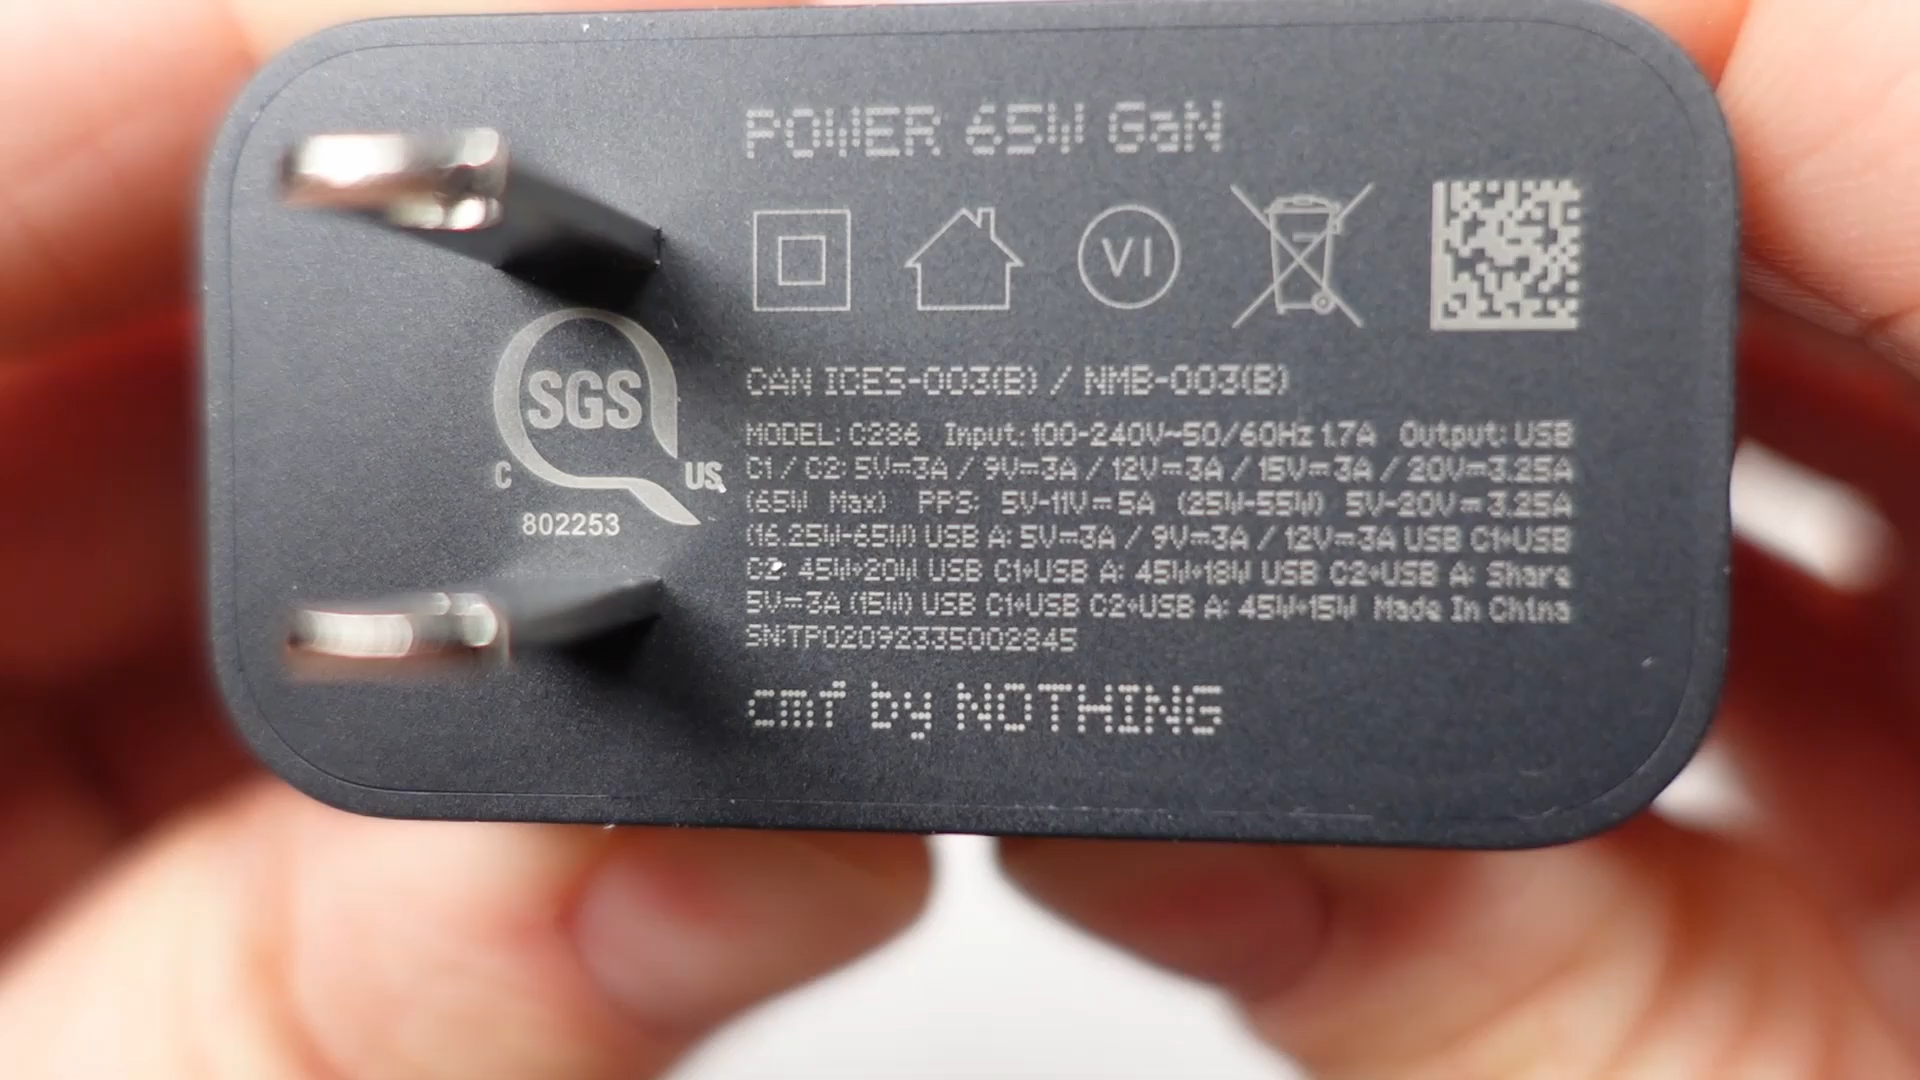 POWER 65W GaN
VI
SGS
C US
802253
CAN ICES-003(B) / NMB-003(B)
MODEL: C286 Input: 100-240V~50/60Hz 1.7A Output: USB
C1 / C2: 5V=3A / 9V=3A / 12V=3A / 15V=3A / 20V=3.25A
(65W Max) PPS: 5V-11V=5A (25W-55W) 5V-20V=3.25A
(16.25W-65W) USB A: 5V=3A / 9V=3A / 12V=3A USB C1+USB
C2: 45W+20W USB C1+USB A: 45W+18W USB C2+USB A: Share
5V=3A (15W) USB C1+USB C2+USB A: 45W+15W Made In China
SN:TP02092335002845
cmf by NOTHING